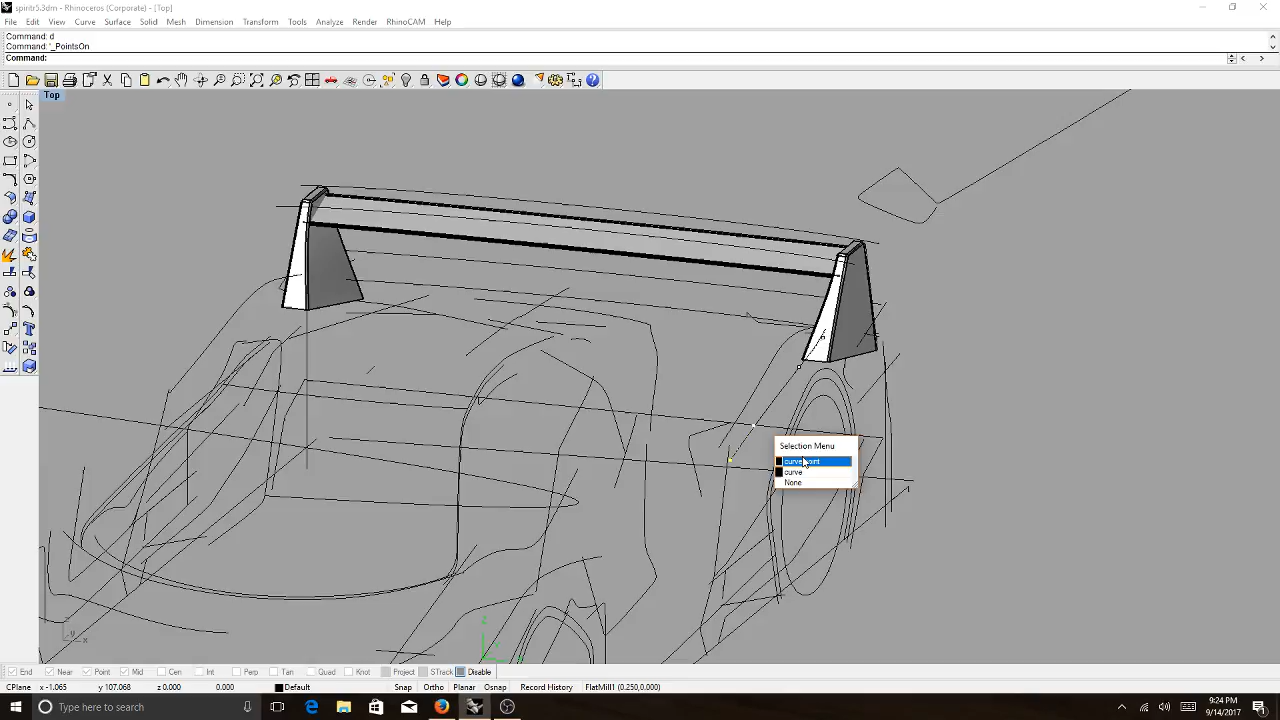 spiritr5.3dm - Rhinoceros (Corporate) - [Top]
File Edit View Curve Surface Solid Mesh Dimension Transform Tools Analyze Render RhinoCAM Help
Command: d
Command: '_PointsOn
Command:
Top
Selection Menu
curve point
curve
None
z
y
x
End Near Point Mid Cen Int Perp Tan Quad Knot Project STrack Disable
CPlane x -1.065 y 107.068 z 0.000 0.000 Default Snap Ortho Planar Osnap Record History FlatMill1 (0.250,0.000)
Type here to search
9:24 PM
9/14/2017